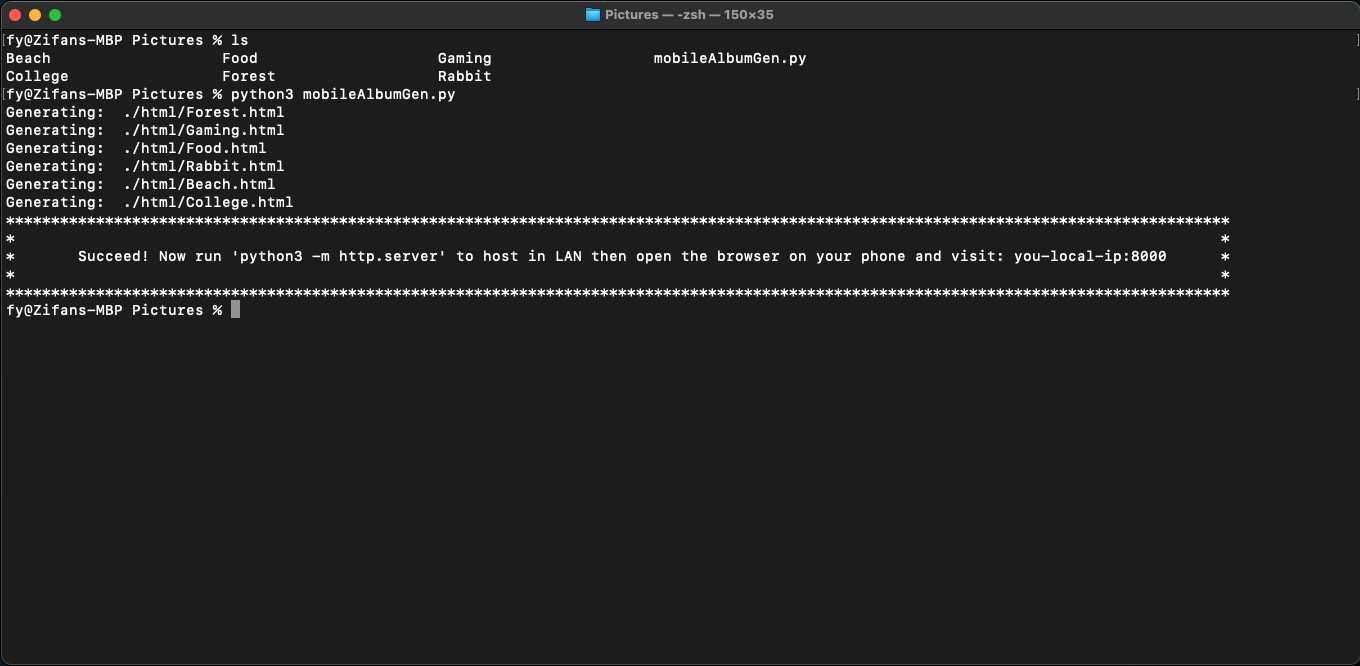 Pictures — -zsh — 150×35
fy@Zifans-MBP Pictures % ls
Beach Food Gaming mobileAlbumGen.py
College Forest Rabbit
fy@Zifans-MBP Pictures % python3 mobileAlbumGen.py
Generating: ./html/Forest.html
Generating: ./html/Gaming.html
Generating: ./html/Food.html
Generating: ./html/Rabbit.html
Generating: ./html/Beach.html
Generating: ./html/College.html
****************************************************************************************************************************************
* *
* Succeed! Now run 'python3 -m http.server' to host in LAN then open the browser on your phone and visit: you-local-ip:8000 *
* *
****************************************************************************************************************************************
fy@Zifans-MBP Pictures %